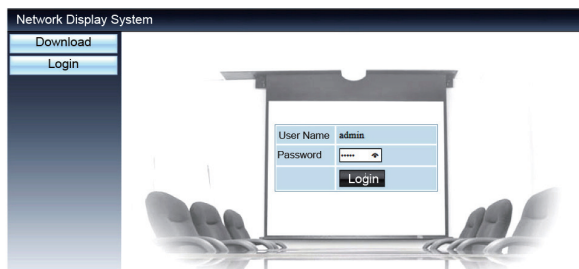 Network Display System
Download
Login
User Name admin
Password •••••
Login